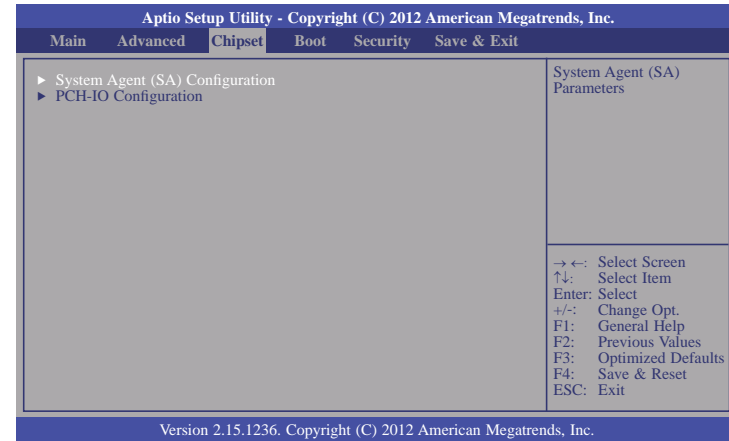 Aptio Setup Utility - Copyright (C) 2012 American Megatrends, Inc.
Main Advanced Chipset Boot Security Save & Exit
► System Agent (SA) Configuration
► PCH-IO Configuration
System Agent (SA)
Parameters
→←: Select Screen
↑↓: Select Item
Enter: Select
+/-: Change Opt.
F1: General Help
F2: Previous Values
F3: Optimized Defaults
F4: Save & Reset
ESC: Exit
Version 2.15.1236. Copyright (C) 2012 American Megatrends, Inc.